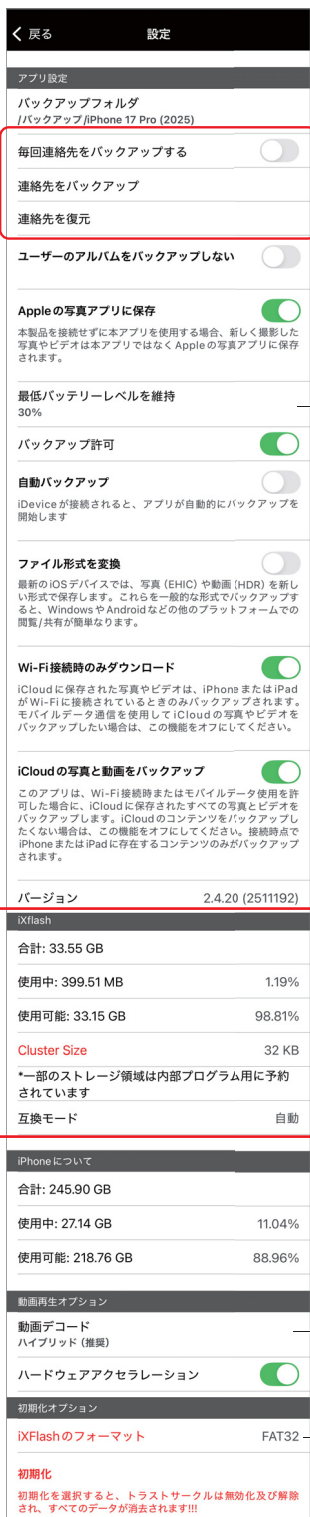 戻る
設定
アプリ設定
バックアップフォルダ
/バックアップ/iPhone 17 Pro (2025)
毎回連絡先をバックアップする
連絡先をバックアップ
連絡先を復元
ユーザーのアルバムをバックアップしない
Appleの写真アプリに保存
本製品を接続せずに本アプリを使用する場合、新しく撮影した
写真やビデオは本アプリではなくAppleの写真アプリに保存
されます。
最低バッテリーレベルを維持
30%
バックアップ許可
自動バックアップ
iDeviceが接続されると、アプリが自動的にバックアップを
開始します
ファイル形式を変換
最新のiOSデバイスでは、写真 (EHIC) や動画 (HDR) を新し
い形式で保存します。これらを一般的な形式でバックアップす
ると、WindowsやAndroidなどの他のプラットフォームでの
閲覧/共有が簡単なります。
Wi-Fi接続時のみダウンロード
iCloudに保存された写真やビデオは、iPhoneまたはiPad
がWi-Fiに接続されているときのみバックアップされます。
モバイルデータ通信を使用してiCloudの写真やビデオを
バックアップしたい場合は、この機能をオフにしてください。
iCloudの写真と動画をバックアップ
このアプリは、Wi-Fi接続時またはモバイルデータ使用を許
可した場合に、iCloudに保存されたすべての写真とビデオを
バックアップします。iCloudのコンテンツをバックアップし
たくない場合は、この機能をオフにしてください。接続時点で
iPhoneまたはiPadに存在するコンテンツのみがバックアップ
されます。
バージョン 2.4.20 (2511192)
iXflash
合計: 33.55 GB
使用中: 399.51 MB 1.19%
使用可能: 33.15 GB 98.81%
Cluster Size 32 KB
*一部のストレージ領域は内部プログラム用に予約
されています
互換モード 自動
iPhoneについて
合計: 245.90 GB
使用中: 27.14 GB 11.04%
使用可能: 218.76 GB 88.96%
動画再生オプション
動画デコード
ハイブリッド (推奨)
ハードウェアアクセラレーション
初期化オプション
iXFlashのフォーマット FAT32
初期化
初期化を選択すると、トラストサークルは無効化及び解除
され、すべてのデータが消去されます!!!